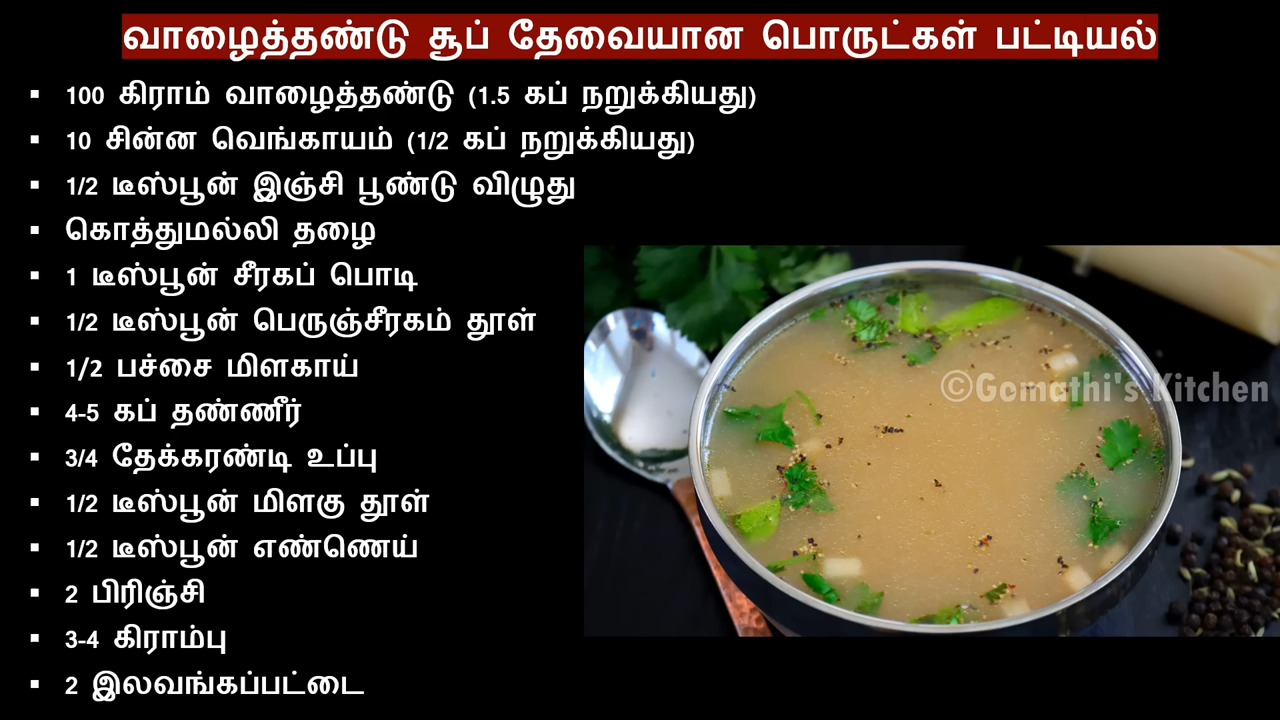 வாழைத்தண்டு சூப் தேவையான பொருட்கள் பட்டியல்
▪ 100 கிராம் வாழைத்தண்டு (1.5 கப் நறுக்கியது)
▪ 10 சின்ன வெங்காயம் (1/2 கப் நறுக்கியது)
▪ 1/2 டீஸ்பூன் இஞ்சி பூண்டு விழுது
▪ கொத்துமல்லி தழை
▪ 1 டீஸ்பூன் சீரகப் பொடி
▪ 1/2 டீஸ்பூன் பெருஞ்சீரகம் தூள்
▪ 1/2 பச்சை மிளகாய்
▪ 4-5 கப் தண்ணீர்
▪ 3/4 தேக்கரண்டி உப்பு
▪ 1/2 டீஸ்பூன் மிளகு தூள்
▪ 1/2 டீஸ்பூன் எண்ணெய்
▪ 2 பிரிஞ்சி
▪ 3-4 கிராம்பு
▪ 2 இலவங்கப்பட்டை
©Gomathi's Kitchen